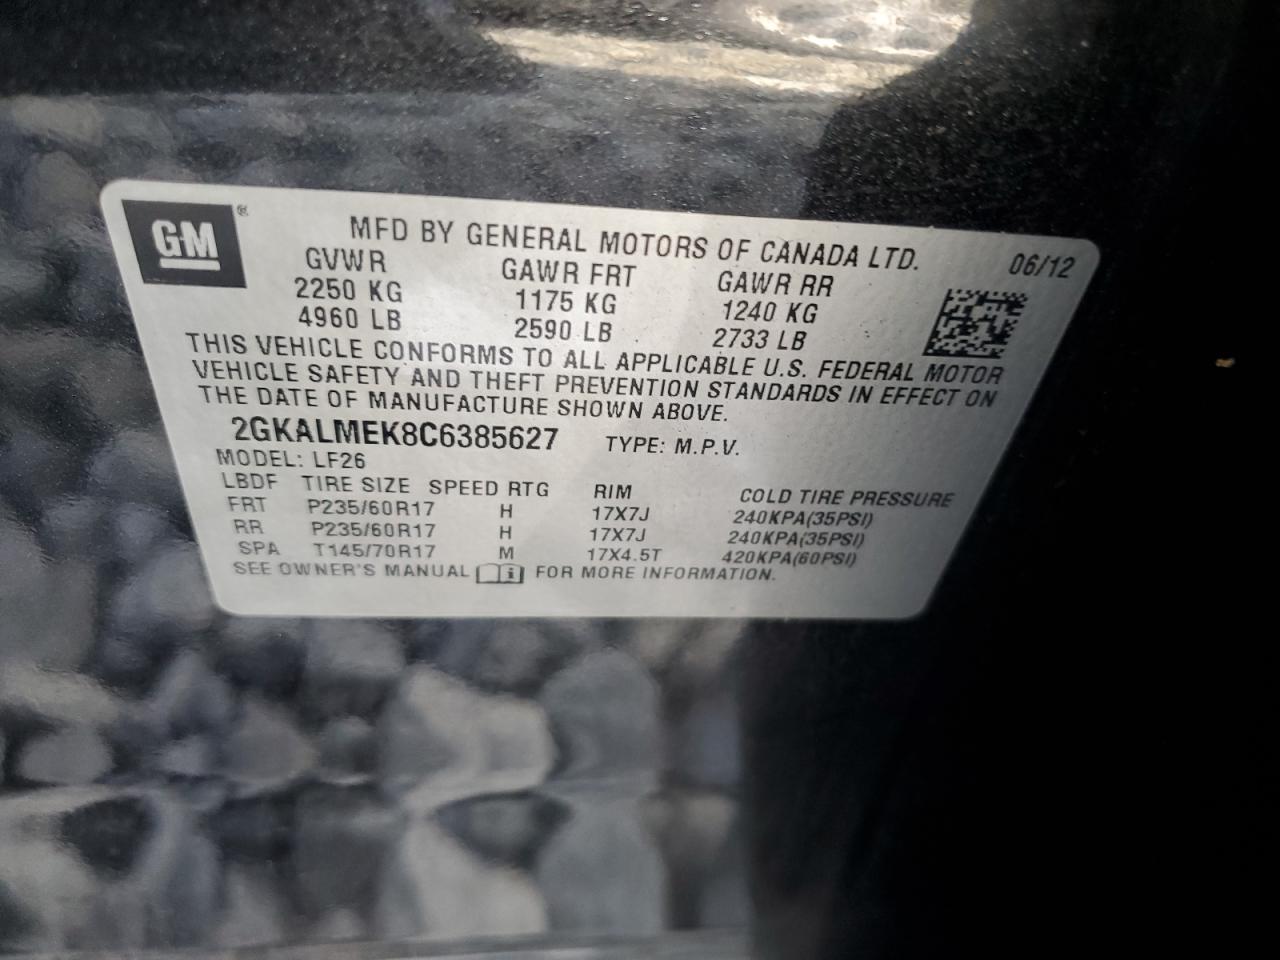 GM®
MFD BY GENERAL MOTORS OF CANADA LTD. 06/12
GVWR GAWR FRT GAWR RR
2250 KG 1175 KG 1240 KG
4960 LB 2590 LB 2733 LB
THIS VEHICLE CONFORMS TO ALL APPLICABLE U.S. FEDERAL MOTOR
VEHICLE SAFETY AND THEFT PREVENTION STANDARDS IN EFFECT ON
THE DATE OF MANUFACTURE SHOWN ABOVE.
2GKALMEK8C6385627 TYPE: M.P.V.
MODEL: LF26
LBDF TIRE SIZE SPEED RTG RIM COLD TIRE PRESSURE
FRT P235/60R17 H 17X7J 240KPA(35PSI)
RR P235/60R17 H 17X7J 240KPA(35PSI)
SPA T145/70R17 M 17X4.5T 420KPA(60PSI)
SEE OWNER'S MANUAL i FOR MORE INFORMATION.